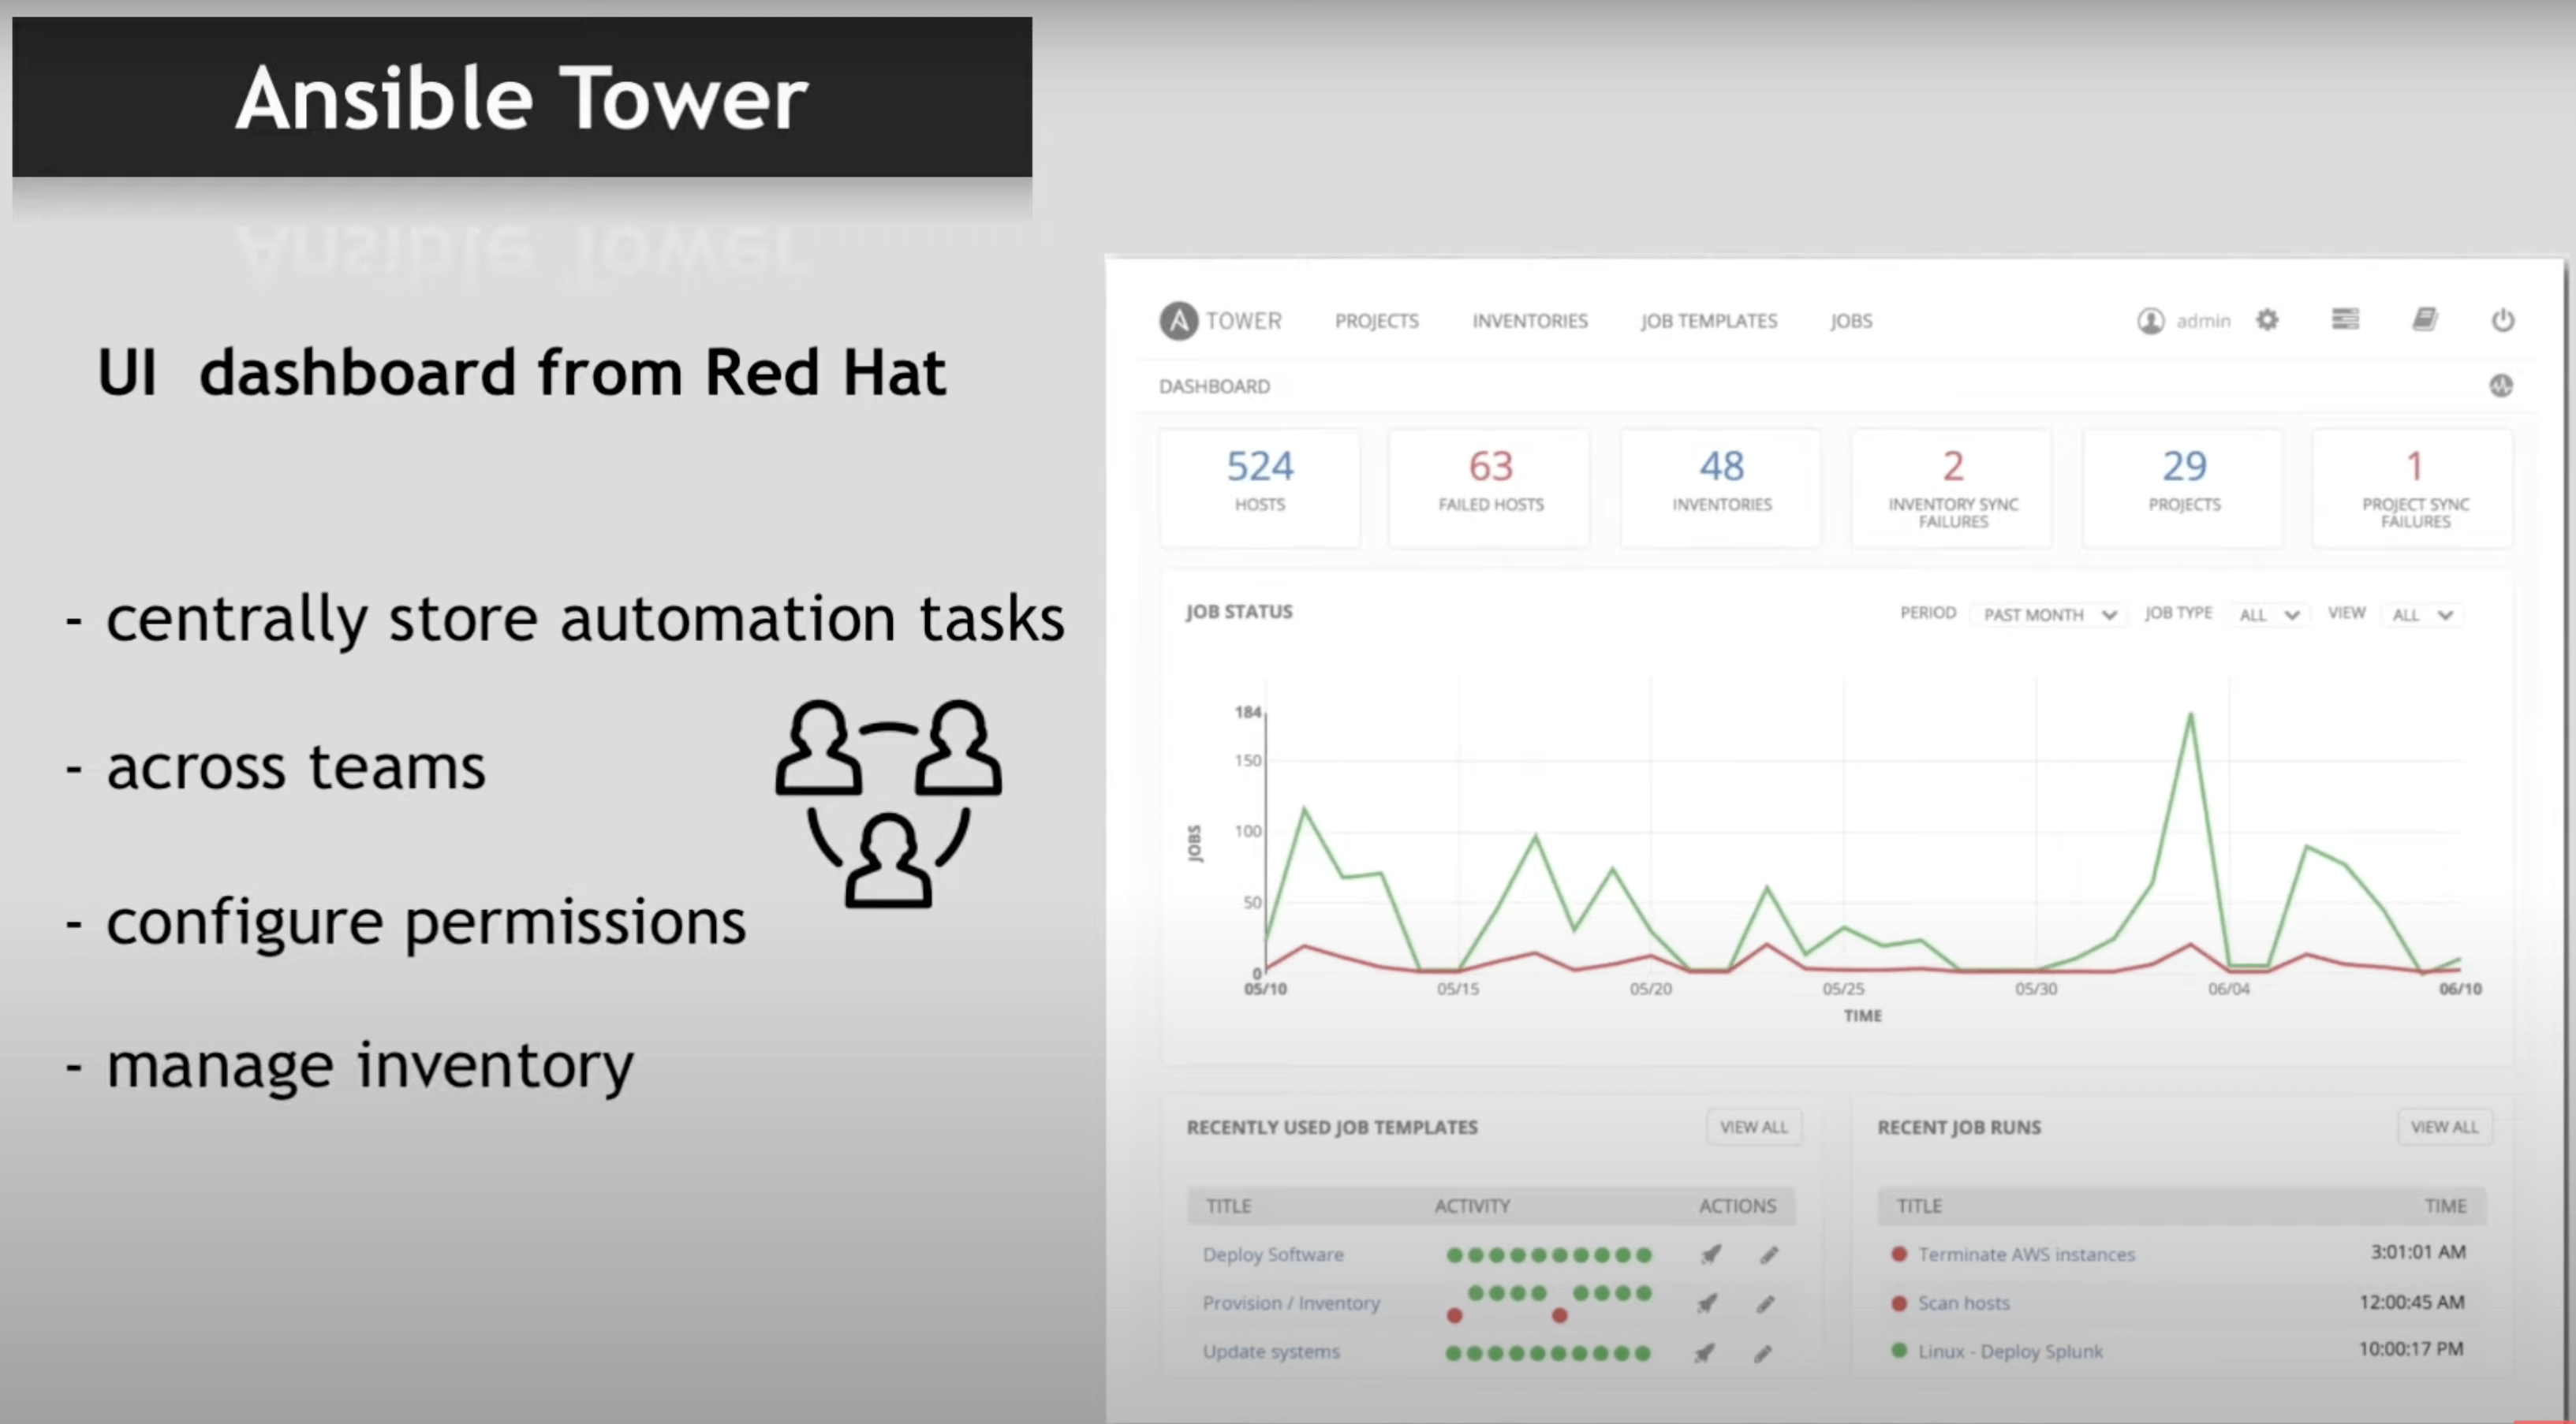 Ansible Tower
UI dashboard from Red Hat
- centrally store automation tasks
- across teams
- configure permissions
- manage inventory
TOWER PROJECTS INVENTORIES JOB TEMPLATES JOBS admin
DASHBOARD
524
HOSTS
63
FAILED HOSTS
48
INVENTORIES
2
INVENTORY SYNC
FAILURES
29
PROJECTS
1
PROJECT SYNC
FAILURES
JOB STATUS PERIOD PAST MONTH JOB TYPE ALL VIEW ALL
184
150
100
50
0
JOBS
05/10 05/15 05/20 05/25 05/30 06/04 06/10
TIME
RECENTLY USED JOB TEMPLATES VIEW ALL
TITLE ACTIVITY ACTIONS
Deploy Software
Provision / Inventory
Update systems
RECENT JOB RUNS VIEW ALL
TITLE TIME
Terminate AWS instances 3:01:01 AM
Scan hosts 12:00:45 AM
Linux - Deploy Splunk 10:00:17 PM